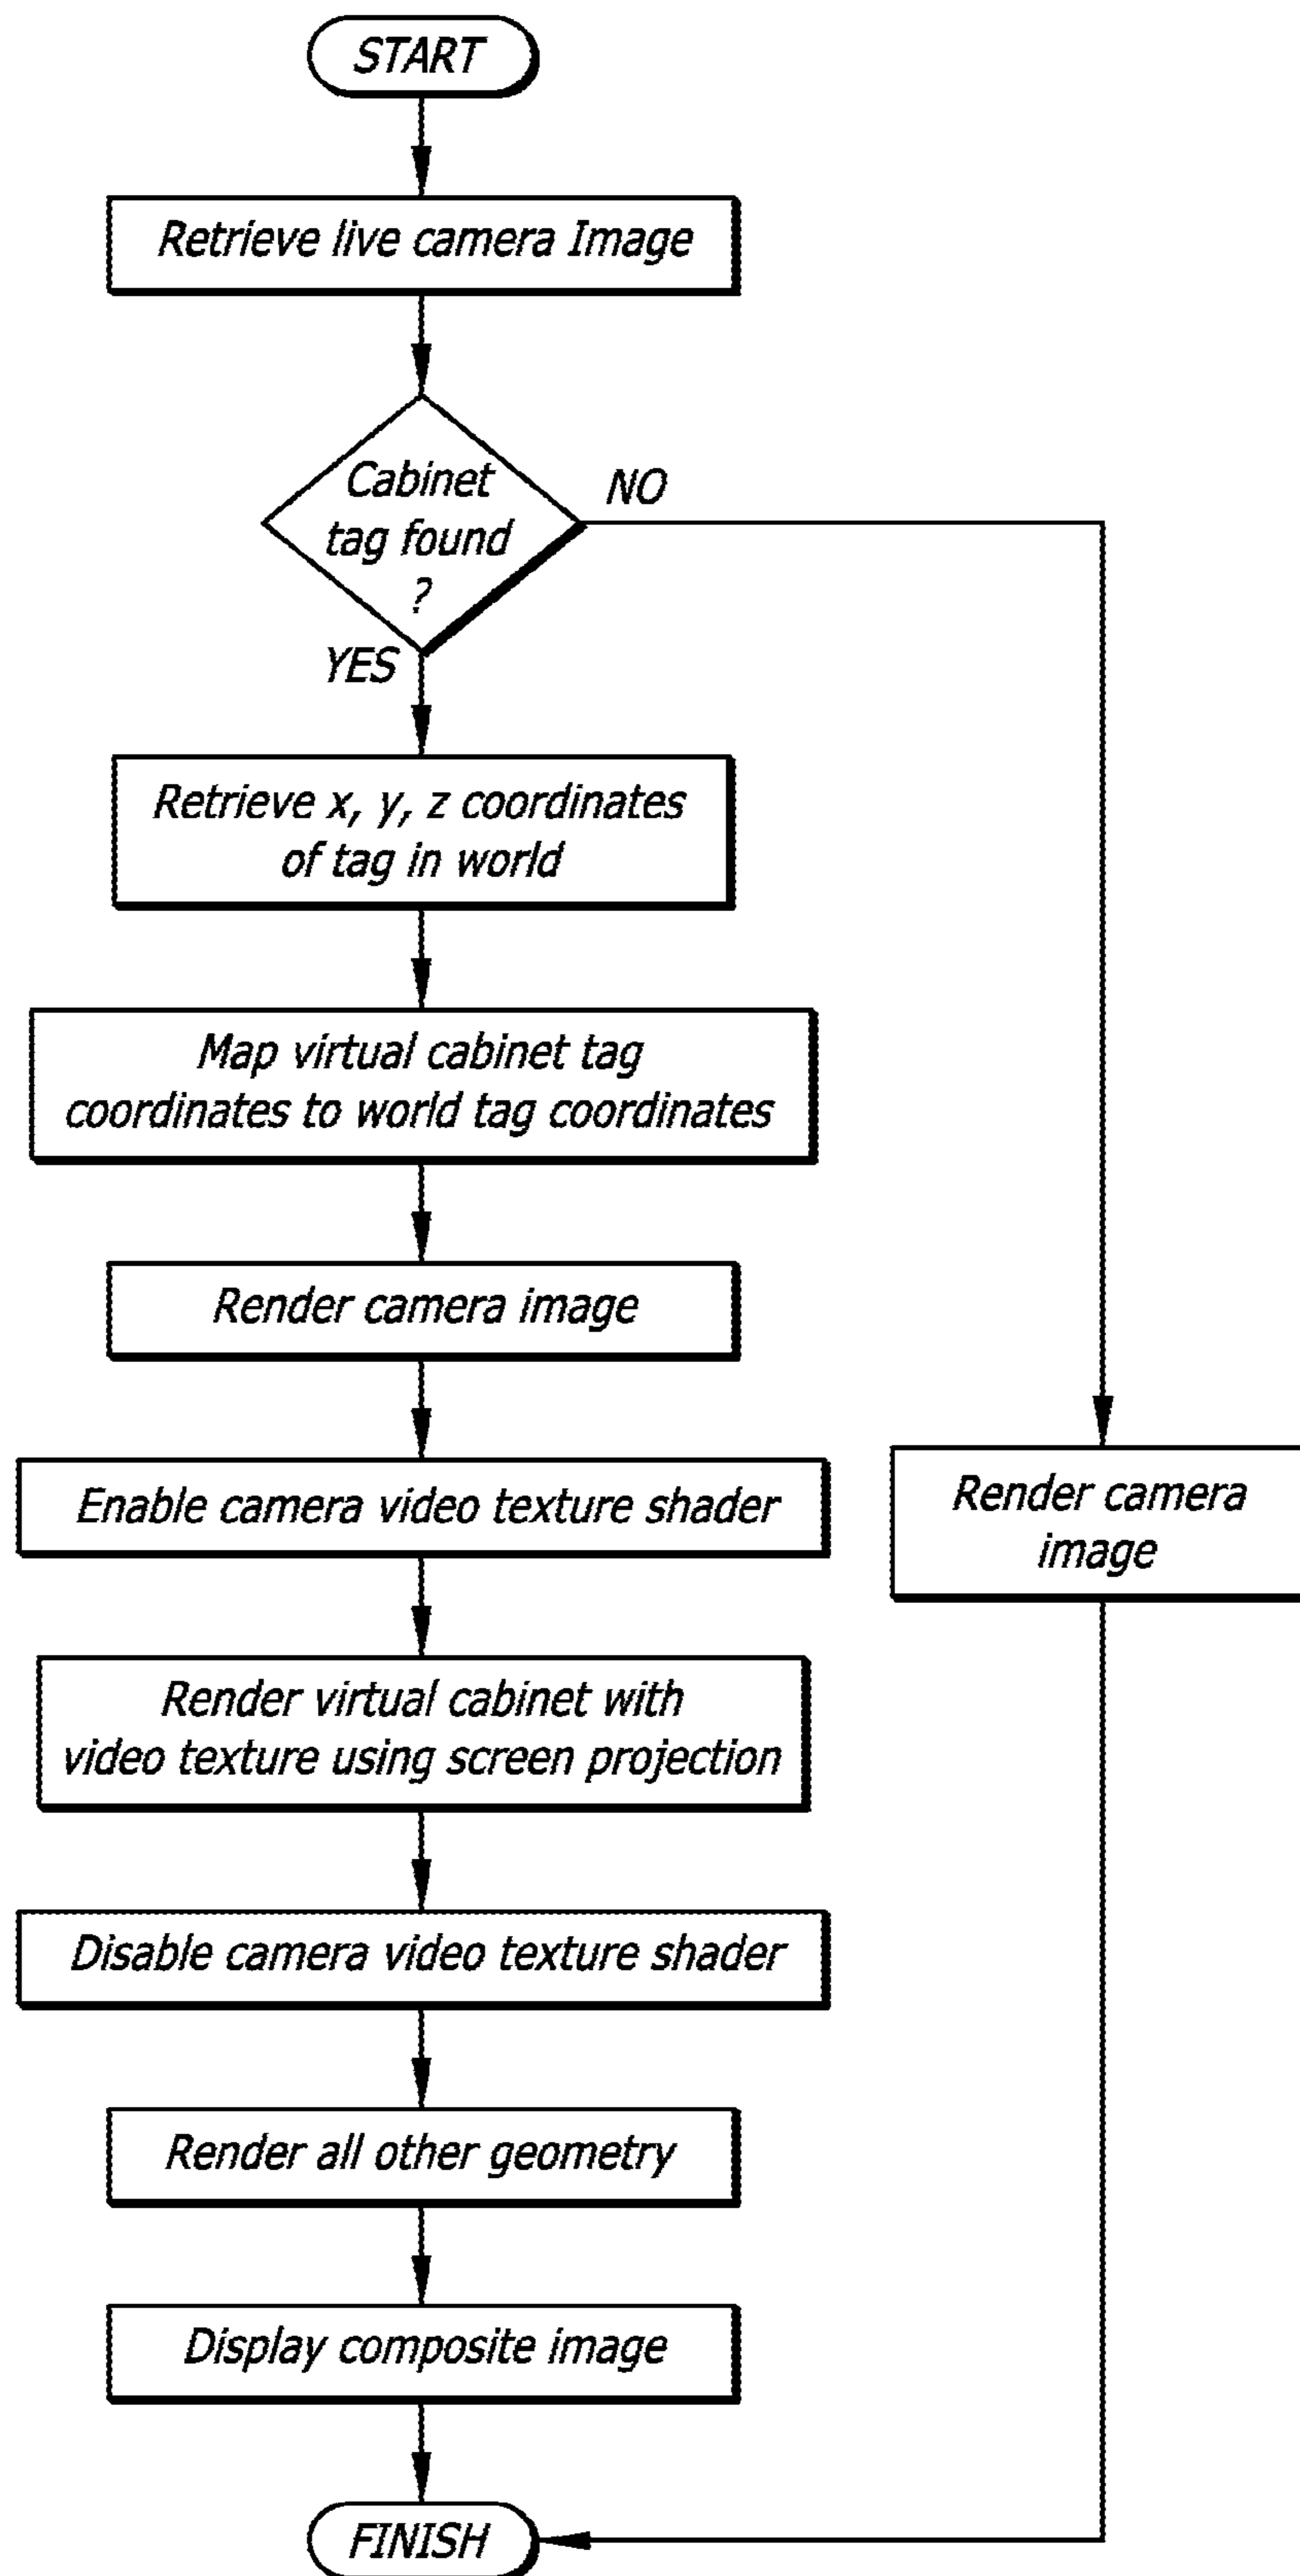 START
Retrieve live camera Image
Cabinet
tag found
?
NO
YES
Retrieve x, y, z coordinates
of tag in world
Map virtual cabinet tag
coordinates to world tag coordinates
Render camera image
Enable camera video texture shader
Render camera
image
Render virtual cabinet with
video texture using screen projection
Disable camera video texture shader
Render all other geometry
Display composite image
FINISH